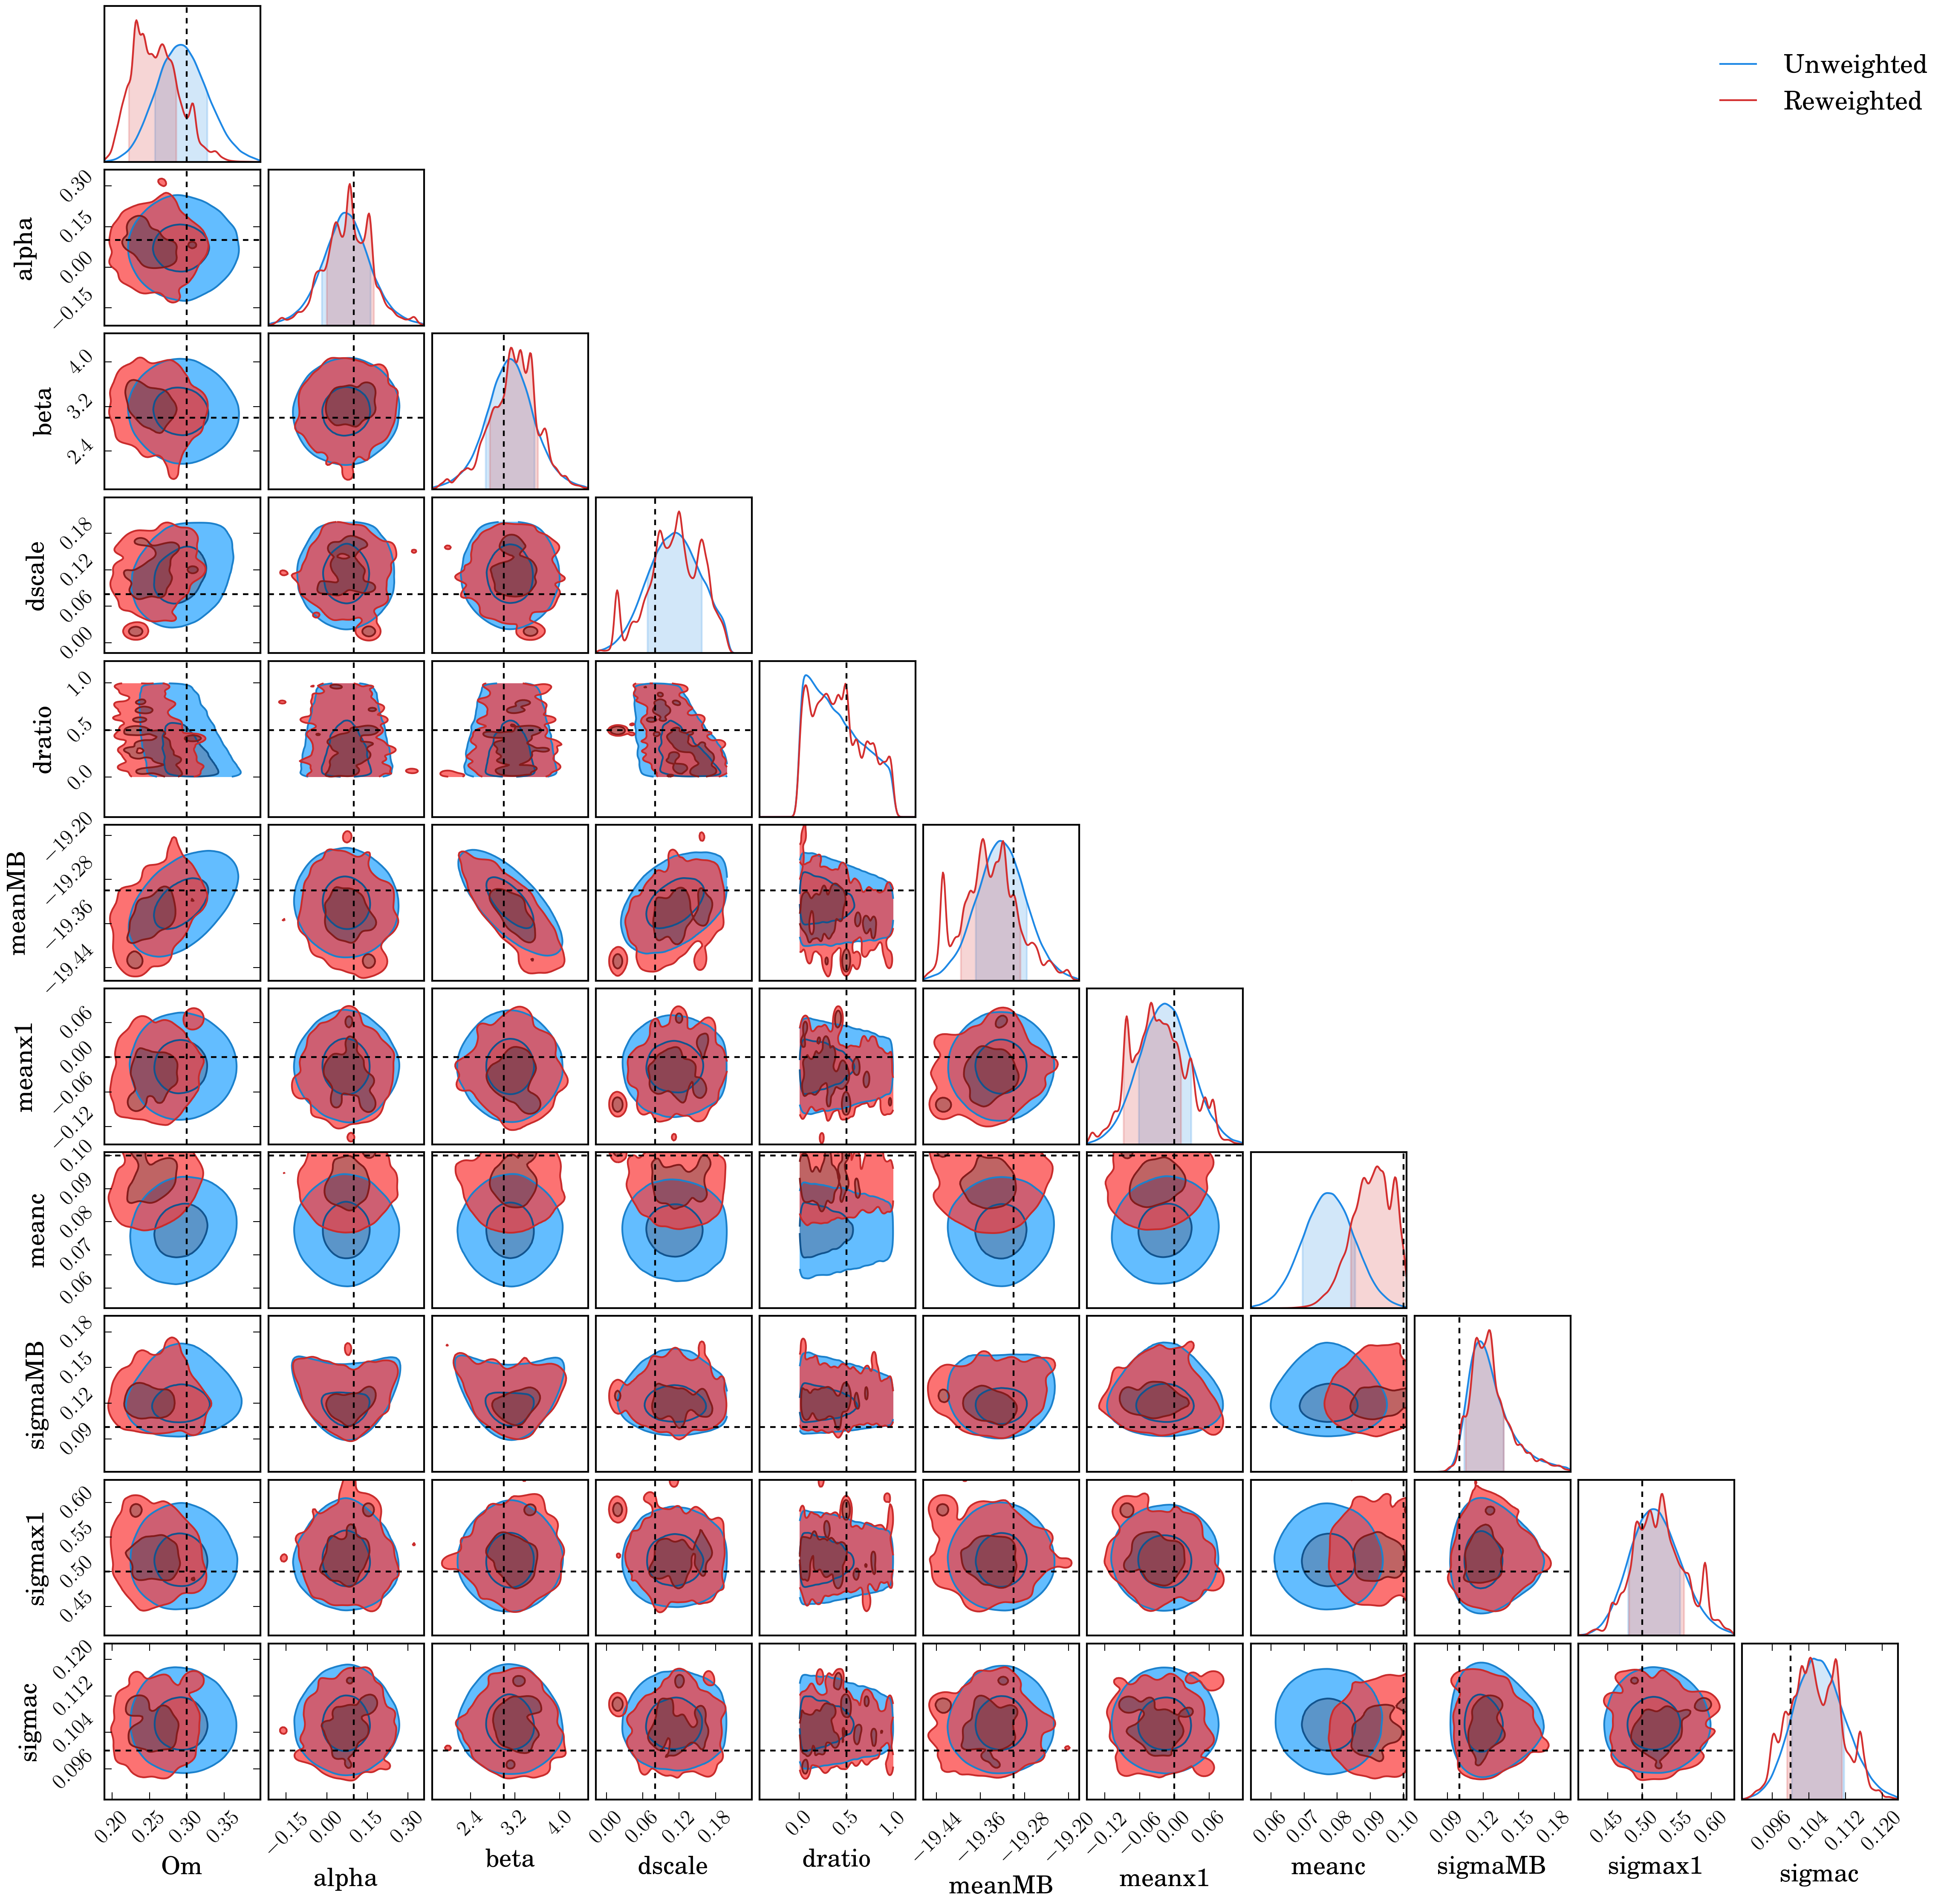 Unweighted
Reweighted
alpha
0.30
0.15
0.00
−0.15
beta
4.0
3.2
2.4
dscale
0.18
0.12
0.06
0.00
dratio
1.0
0.5
0.0
meanMB
−19.20
−19.28
−19.36
−19.44
meanx1
0.06
0.00
−0.06
−0.12
meanc
0.10
0.09
0.08
0.07
0.06
sigmaMB
0.18
0.15
0.12
0.09
sigmax1
0.60
0.55
0.50
0.45
sigmac
0.120
0.112
0.104
0.096
0.20 0.25 0.30 0.35
−0.15 0.00 0.15 0.30
2.4 3.2 4.0
0.00 0.06 0.12 0.18
0.0 0.5 1.0
−19.44 −19.36 −19.28 −19.20
−0.12 −0.06 0.00 0.06
0.06 0.07 0.08 0.09 0.10
0.09 0.12 0.15 0.18
0.45 0.50 0.55 0.60
0.096 0.104 0.112 0.120
Om alpha beta dscale dratio meanMB meanx1 meanc sigmaMB sigmax1 sigmac